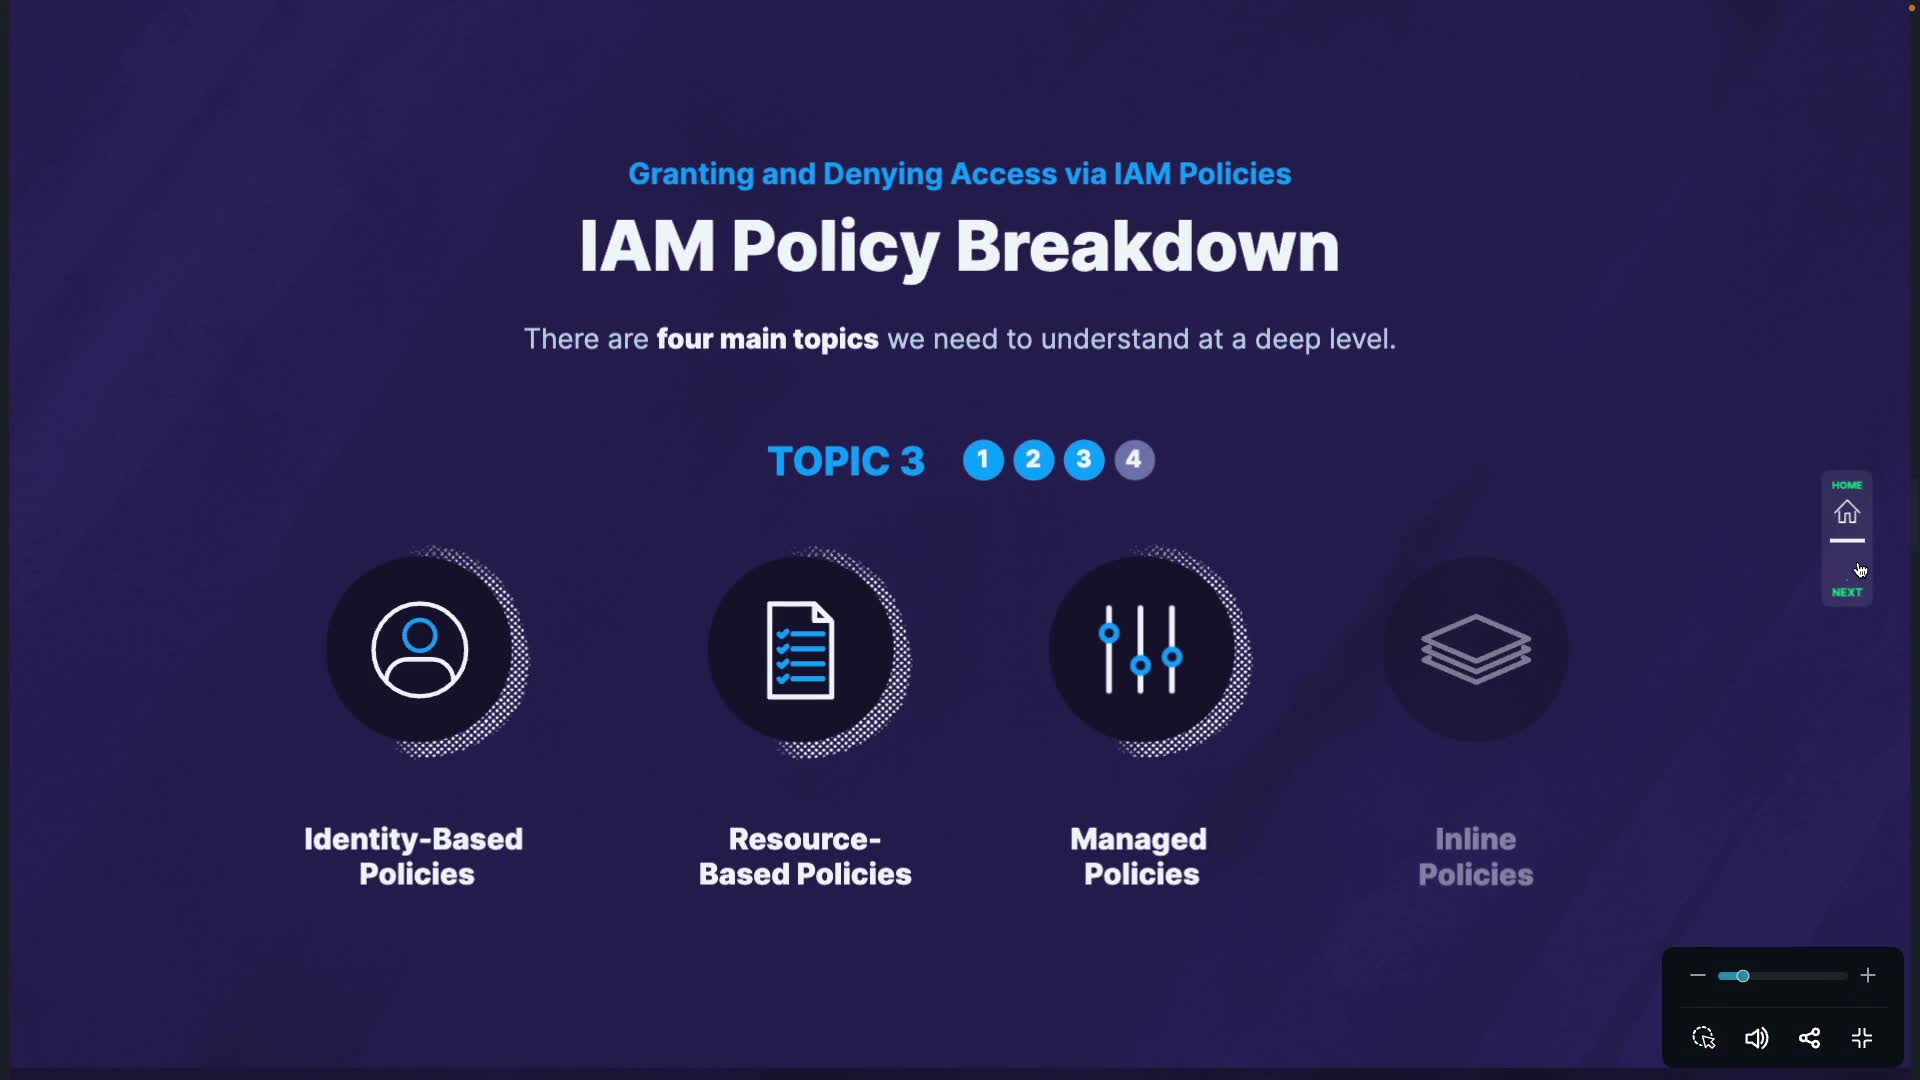 Granting and Denying Access via IAM Policies
IAM Policy Breakdown
There are four main topics we need to understand at a deep level.
TOPIC 3 1 2 3 4
HOME
NEXT
Identity-Based
Policies
Resource-
Based Policies
Managed
Policies
Inline
Policies